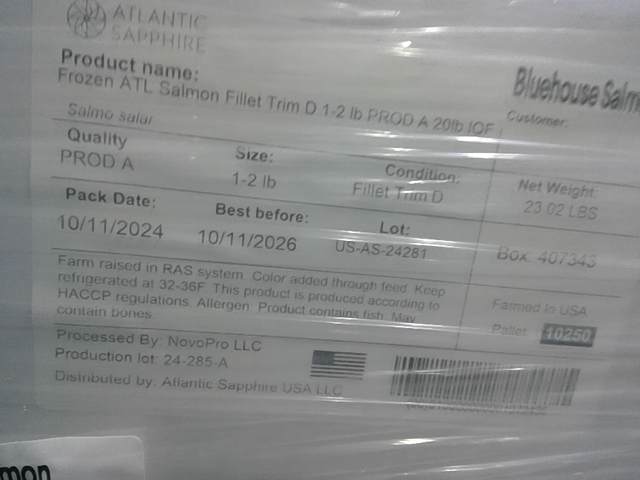 ATLANTIC
SAPPHIRE
Product name:
Frozen ATL Salmon Fillet Trim D 1-2 lb PROD A 20lb IQF
Salmo salar
Bluehouse Salm
Customer:
Quality
PROD A
Size:
1-2 lb
Condition:
Fillet Trim D
Net Weight:
23.02 LBS
Pack Date:
10/11/2024
Best before:
10/11/2026
Lot:
US-AS-24281
Box. 407343
Farm raised in RAS system. Color added through feed. Keep
refrigerated at 32-36F. This product is produced according to
HACCP regulations. Allergen: Product contains fish. May
contain bones.
Farmed in USA
Pallet 10250
Processed By: NovoPro LLC
Production lot: 24-285-A
Distributed by: Atlantic Sapphire USA LLC
mon